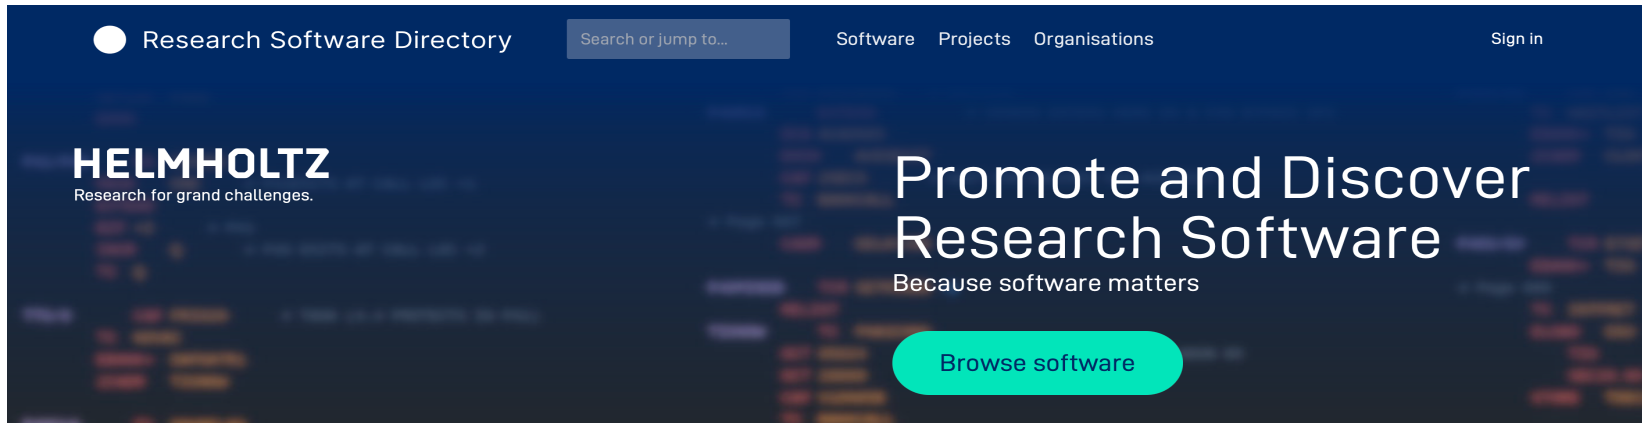 Research Software Directory
Search or jump to...
Software
Projects
Organisations
Sign in
HELMHOLTZ
Research for grand challenges.
Promote and Discover
Research Software
Because software matters
Browse software